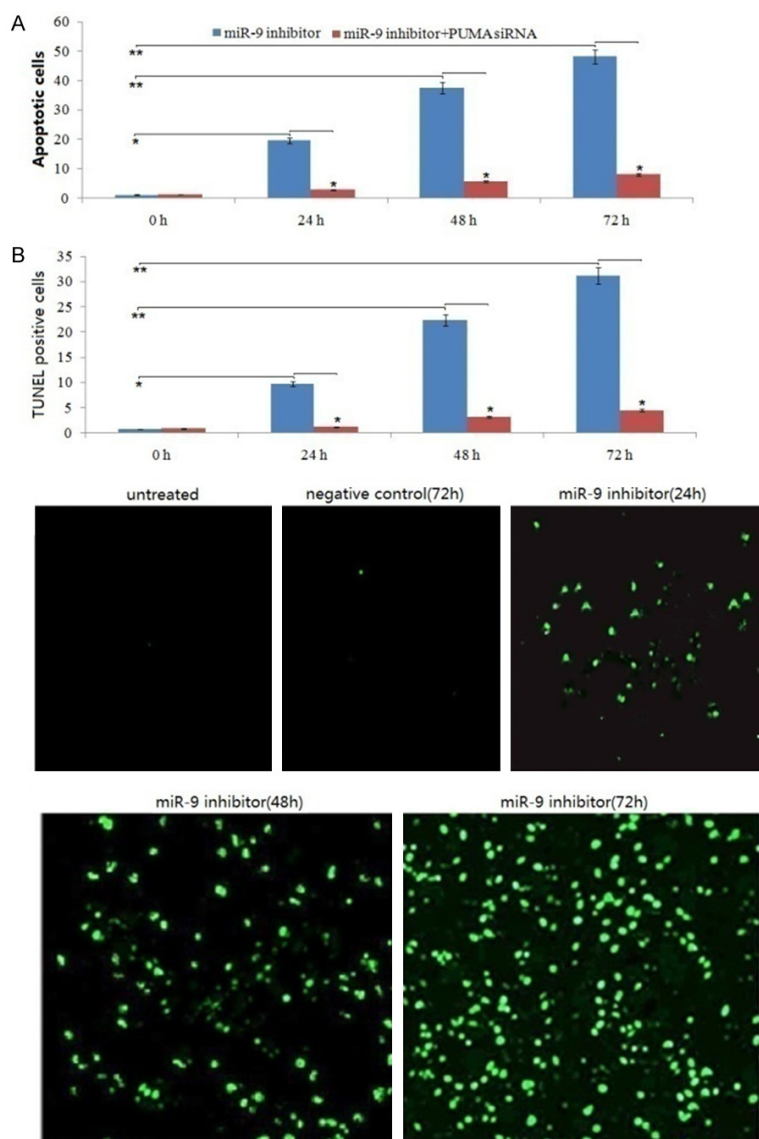 A
Apoptotic cells
60
50
40
30
20
10
0
miR-9 inhibitor
miR-9 inhibitor+PUMAsiRNA
**
**
*
*
*
*
0 h
24 h
48 h
72 h
B
TUNEL positive cells
35
30
25
20
15
10
5
0
**
**
*
*
*
*
0 h
24 h
48 h
72 h
untreated
negative control(72h)
miR-9 inhibitor(24h)
miR-9 inhibitor(48h)
miR-9 inhibitor(72h)